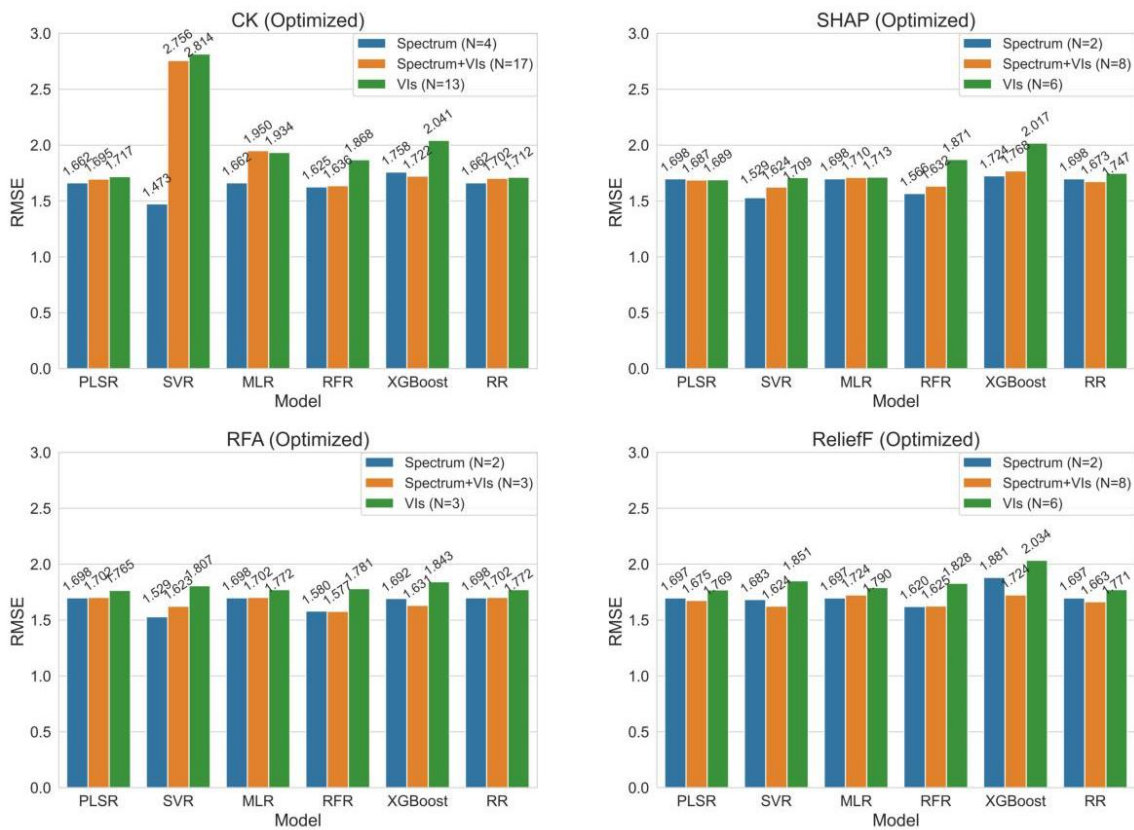 CK (Optimized)
3.0
2.5
2.0
1.5
1.0
0.5
0.0
RMSE
Spectrum (N=4)
Spectrum+VIs (N=17)
VIs (N=13)
1.662 1.695 1.717
1.473 2.756 2.814
1.662 1.950 1.934
1.625 1.636 1.868
1.758 1.722 2.041
1.662 1.702 1.712
PLSR SVR MLR RFR XGBoost RR
Model
SHAP (Optimized)
3.0
2.5
2.0
1.5
1.0
0.5
0.0
RMSE
Spectrum (N=2)
Spectrum+VIs (N=8)
VIs (N=6)
1.698 1.687 1.689
1.529 1.624 1.709
1.698 1.710 1.713
1.566 1.632 1.871
1.724 1.768 2.017
1.698 1.673 1.747
PLSR SVR MLR RFR XGBoost RR
Model
RFA (Optimized)
3.0
2.5
2.0
1.5
1.0
0.5
0.0
RMSE
Spectrum (N=2)
Spectrum+VIs (N=3)
VIs (N=3)
1.698 1.702 1.765
1.529 1.623 1.807
1.698 1.702 1.772
1.580 1.577 1.781
1.692 1.631 1.843
1.698 1.702 1.772
PLSR SVR MLR RFR XGBoost RR
Model
ReliefF (Optimized)
3.0
2.5
2.0
1.5
1.0
0.5
0.0
RMSE
Spectrum (N=2)
Spectrum+VIs (N=8)
VIs (N=6)
1.697 1.675 1.769
1.683 1.624 1.851
1.697 1.724 1.790
1.620 1.625 1.828
1.881 1.724 2.034
1.697 1.663 1.771
PLSR SVR MLR RFR XGBoost RR
Model